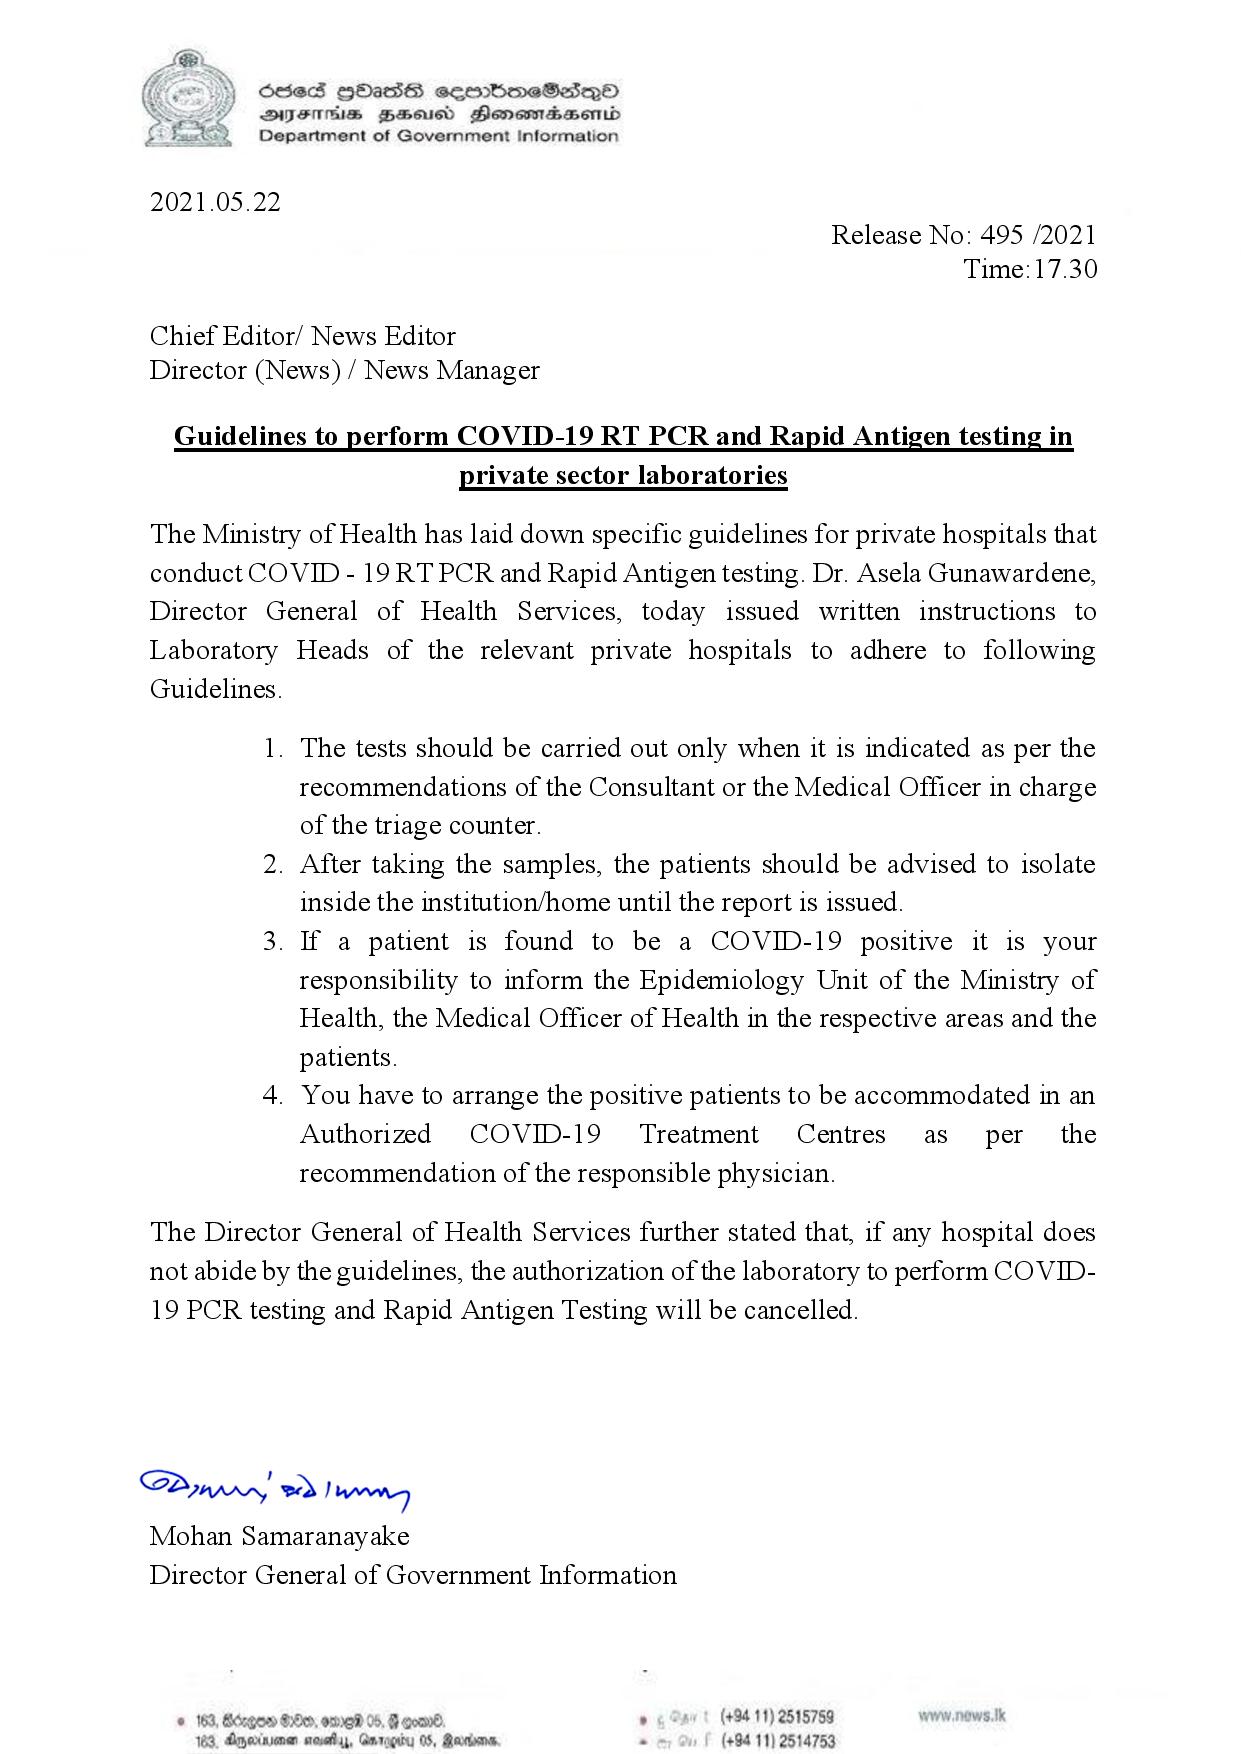 රජයේ ප්‍රවෘත්ති දෙපාර්තමේන්තුව
அரசாங்க தகவல் திணைக்களம்
Department of Government Information
2021.05.22
Release No: 495 /2021
Time:17.30
Chief Editor/ News Editor
Director (News) / News Manager
Guidelines to perform COVID-19 RT PCR and Rapid Antigen testing in
private sector laboratories
The Ministry of Health has laid down specific guidelines for private hospitals that
conduct COVID - 19 RT PCR and Rapid Antigen testing. Dr. Asela Gunawardene,
Director General of Health Services, today issued written instructions to
Laboratory Heads of the relevant private hospitals to adhere to following
Guidelines.
1. The tests should be carried out only when it is indicated as per the
recommendations of the Consultant or the Medical Officer in charge
of the triage counter.
2. After taking the samples, the patients should be advised to isolate
inside the institution/home until the report is issued.
3. If a patient is found to be a COVID-19 positive it is your
responsibility to inform the Epidemiology Unit of the Ministry of
Health, the Medical Officer of Health in the respective areas and the
patients.
4. You have to arrange the positive patients to be accommodated in an
Authorized COVID-19 Treatment Centres as per the
recommendation of the responsible physician.
The Director General of Health Services further stated that, if any hospital does
not abide by the guidelines, the authorization of the laboratory to perform COVID-
19 PCR testing and Rapid Antigen Testing will be cancelled.
Mohan Samaranayake
Director General of Government Information
163, කිරුලපන මාවත, කොළඹ 05, ශ්‍රී ලංකාව.
163, கிருலப்பனை எவனியூ, கொழும்பு 05, இலங்கை.
(+94 11) 2515759
(+94 11) 2514753
www.news.lk